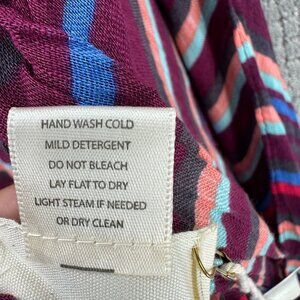 HAND WASH COLD
MILD DETERGENT
DO NOT BLEACH
LAY FLAT TO DRY
LIGHT STEAM IF NEEDED
OR DRY CLEAN